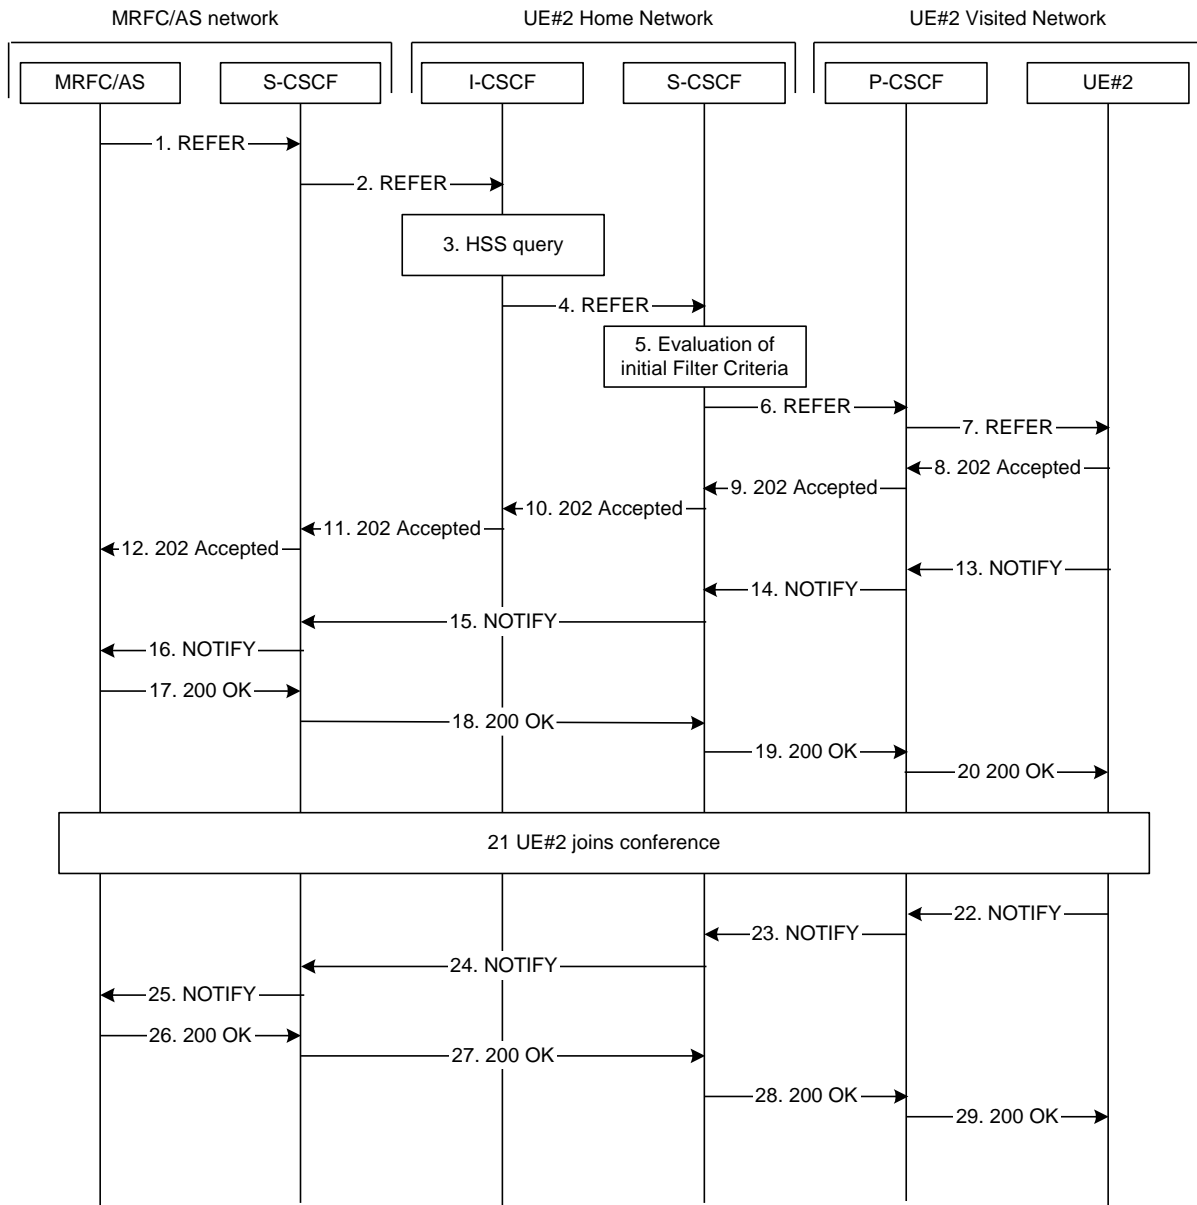 MRFC/AS network
UE#2 Home Network
UE#2 Visited Network
MRFC/AS
S-CSCF
I-CSCF
S-CSCF
P-CSCF
UE#2
1. REFER
2. REFER
3. HSS query
4. REFER
5. Evaluation of
initial Filter Criteria
6. REFER
7. REFER
8. 202 Accepted
9. 202 Accepted
10. 202 Accepted
11. 202 Accepted
12. 202 Accepted
13. NOTIFY
14. NOTIFY
15. NOTIFY
16. NOTIFY
17. 200 OK
18. 200 OK
19. 200 OK
20 200 OK
21 UE#2 joins conference
22. NOTIFY
23. NOTIFY
24. NOTIFY
25. NOTIFY
26. 200 OK
27. 200 OK
28. 200 OK
29. 200 OK